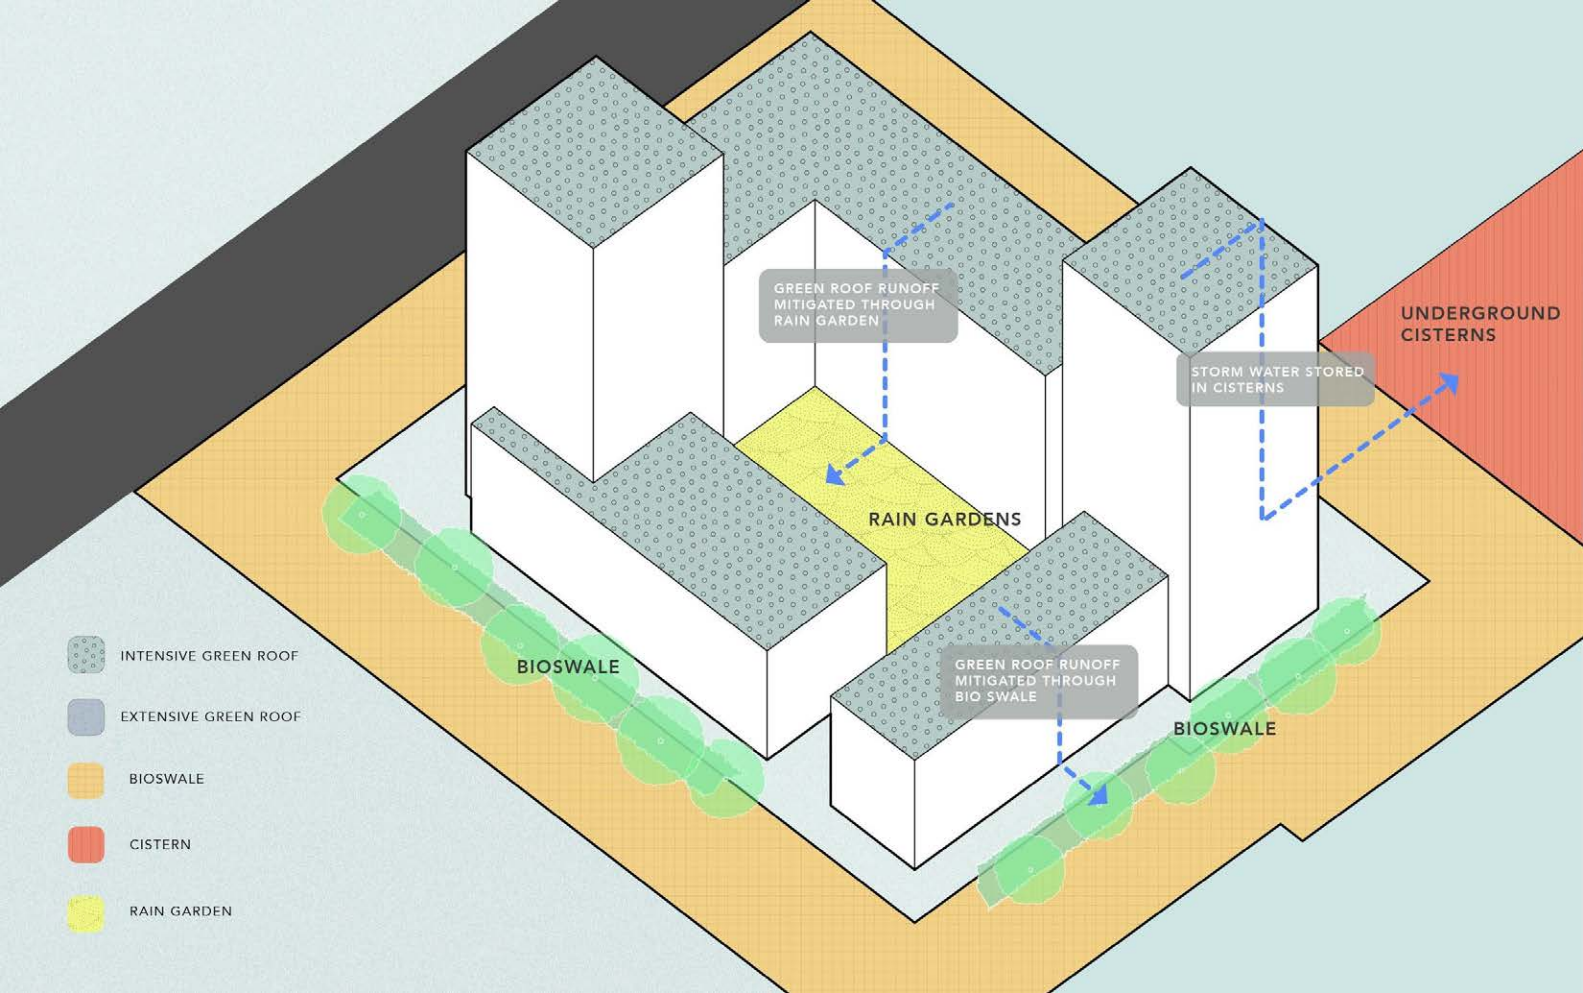 GREEN ROOF RUNOFF
MITIGATED THROUGH
RAIN GARDEN
UNDERGROUND
CISTERNS
STORM WATER STORED
IN CISTERNS
RAIN GARDENS
BIOSWALE
GREEN ROOF RUNOFF
MITIGATED THROUGH
BIO SWALE
BIOSWALE
INTENSIVE GREEN ROOF
EXTENSIVE GREEN ROOF
BIOSWALE
CISTERN
RAIN GARDEN